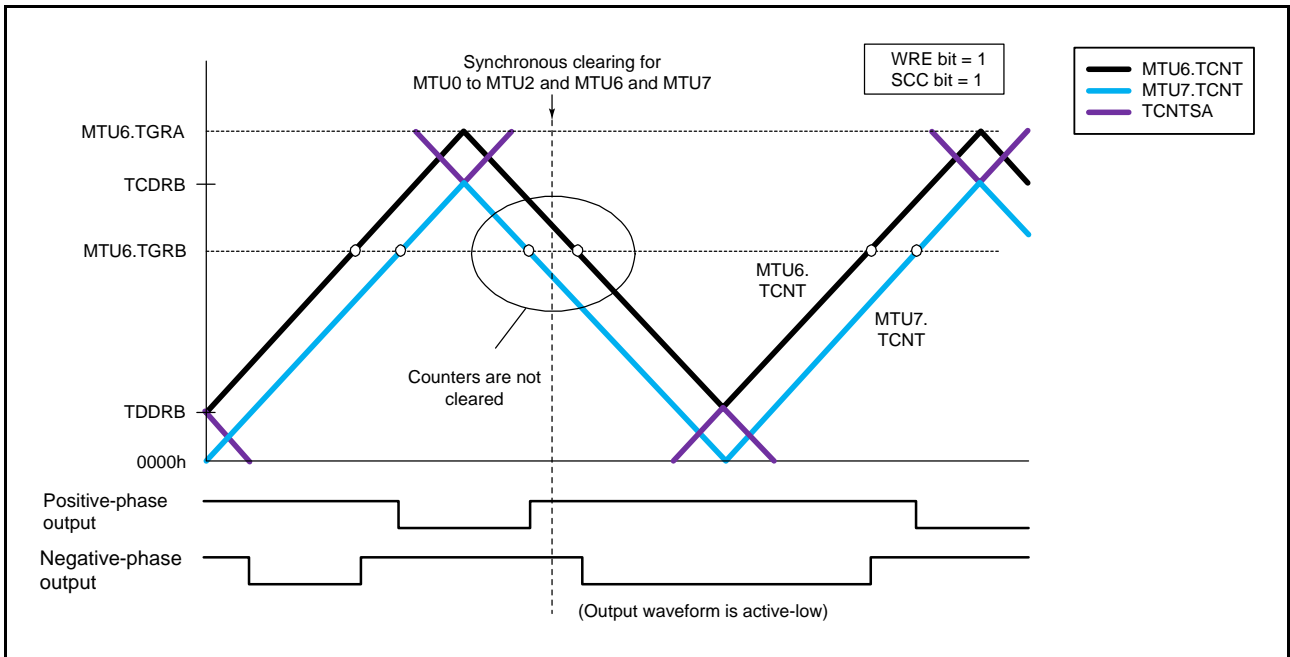 Synchronous clearing for
MTU0 to MTU2 and MTU6 and MTU7
WRE bit = 1
SCC bit = 1
MTU6.TCNT
MTU7.TCNT
TCNTSA
MTU6.TGRA
TCDRB
MTU6.TGRB
MTU6.
TCNT
MTU7.
TCNT
Counters are not
cleared
TDDRB
0000h
Positive-phase
output
Negative-phase
output
(Output waveform is active-low)